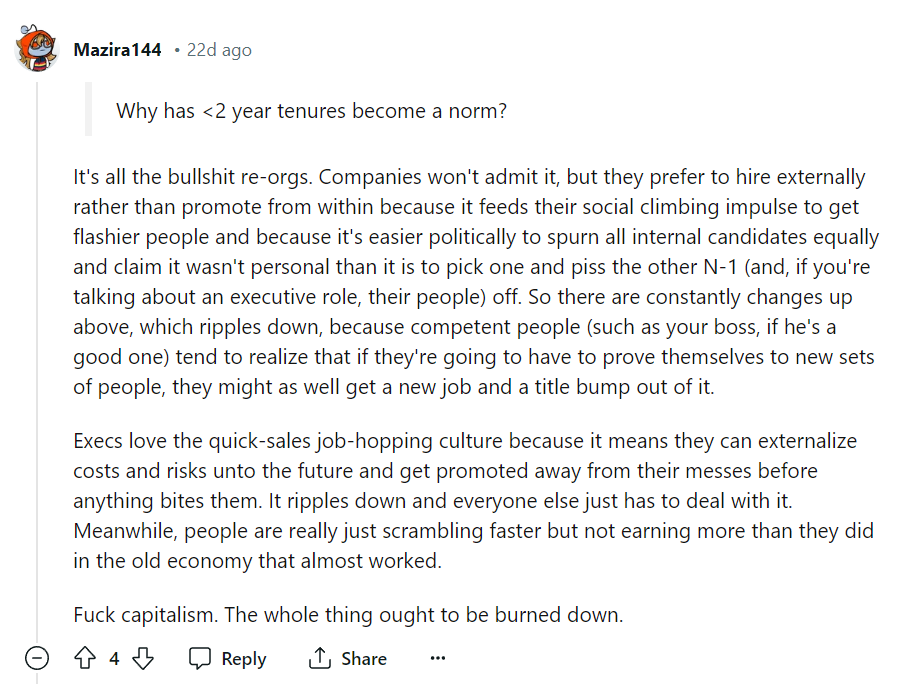 Mazira144 • 22d ago
Why has <2 year tenures become a norm?
It's all the bullshit re-orgs. Companies won't admit it, but they prefer to hire externally
rather than promote from within because it feeds their social climbing impulse to get
flashier people and because it's easier politically to spurn all internal candidates equally
and claim it wasn't personal than it is to pick one and piss the other N-1 (and, if you're
talking about an executive role, their people) off. So there are constantly changes up
above, which ripples down, because competent people (such as your boss, if he's a
good one) tend to realize that if they're going to have to prove themselves to new sets
of people, they might as well get a new job and a title bump out of it.
Execs love the quick-sales job-hopping culture because it means they can externalize
costs and risks unto the future and get promoted away from their messes before
anything bites them. It ripples down and everyone else just has to deal with it.
Meanwhile, people are really just scrambling faster but not earning more than they did
in the old economy that almost worked.
Fuck capitalism. The whole thing ought to be burned down.
4 Reply Share ...